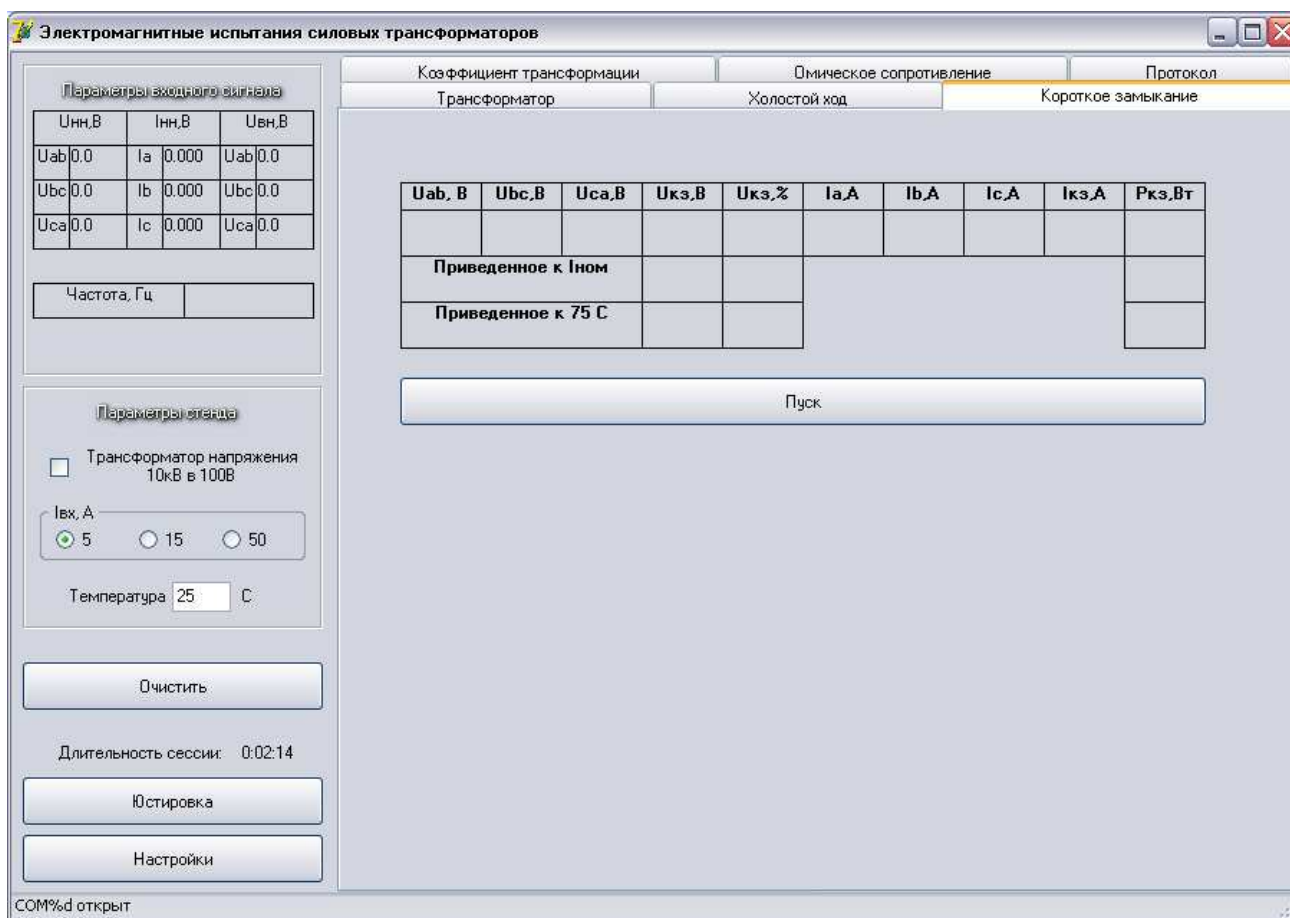 Электромагнитные испытания силовых трансформаторов
Параметры входного сигнала
Uнн,В Iнн,В Uвн,В
Uab 0.0 Ia 0.000 Uab 0.0
Ubc 0.0 Ib 0.000 Ubc 0.0
Uca 0.0 Ic 0.000 Uca 0.0
Частота, Гц
Параметры стенда
Трансформатор напряжения
10кВ в 100В
Iвх, А
5 15 50
Температура 25 С
Очистить
Длительность сессии: 0:02:14
Юстировка
Настройки
Коэффициент трансформации Омическое сопротивление Протокол
Трансформатор Холостой ход Короткое замыкание
Uab, В Ubc,В Uca,В Uкз,В Uкз,% Ia,А Ib,А Ic,А Iкз,А Ркз,Вт
Приведенное к Iном
Приведенное к 75 С
Пуск
COM%d открыт